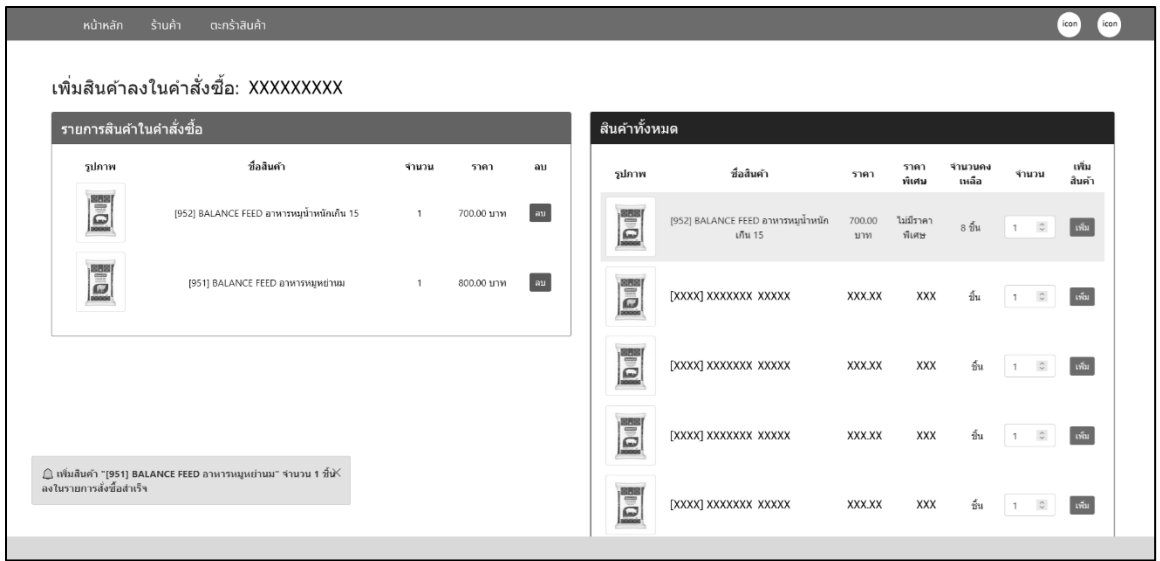 หน้าหลัก ร้านค้า ตะกร้าสินค้า icon icon
เพิ่มสินค้าลงในคำสั่งซื้อ: XXXXXXXXX
รายการสินค้าในคำสั่งซื้อ
รูปภาพ ชื่อสินค้า จำนวน ราคา ลบ
[952] BALANCE FEED อาหารหมูน้ำหนักเกิน 15 1 700.00 บาท ลบ
[951] BALANCE FEED อาหารหมูหย่านม 1 800.00 บาท ลบ
เพิ่มสินค้า "[951] BALANCE FEED อาหารหมูหย่านม" จำนวน 1 ชิ้น
ลงในรายการสั่งซื้อสำเร็จ
สินค้าทั้งหมด
รูปภาพ ชื่อสินค้า ราคา ราคา
พิเศษ จำนวนคง
เหลือ จำนวน เพิ่ม
สินค้า
[952] BALANCE FEED อาหารหมูน้ำหนัก
เกิน 15 700.00
บาท ไม่มีราคา
พิเศษ 8 ชิ้น 1 เพิ่ม
[XXXX] XXXXXXX XXXXX XXX.XX XXX ชิ้น 1 เพิ่ม
[XXXX] XXXXXXX XXXXX XXX.XX XXX ชิ้น 1 เพิ่ม
[XXXX] XXXXXXX XXXXX XXX.XX XXX ชิ้น 1 เพิ่ม
[XXXX] XXXXXXX XXXXX XXX.XX XXX ชิ้น 1 เพิ่ม